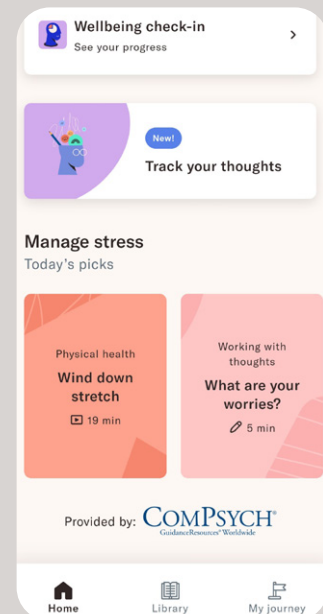 Wellbeing check-in
See your progress
New!
Track your thoughts
Manage stress
Today's picks
Physical health
Wind down
stretch
19 min
Working with
thoughts
What are your
worries?
5 min
Provided by: COMPSYCH®
GuidanceResources® Worldwide
Home
Library
My journey